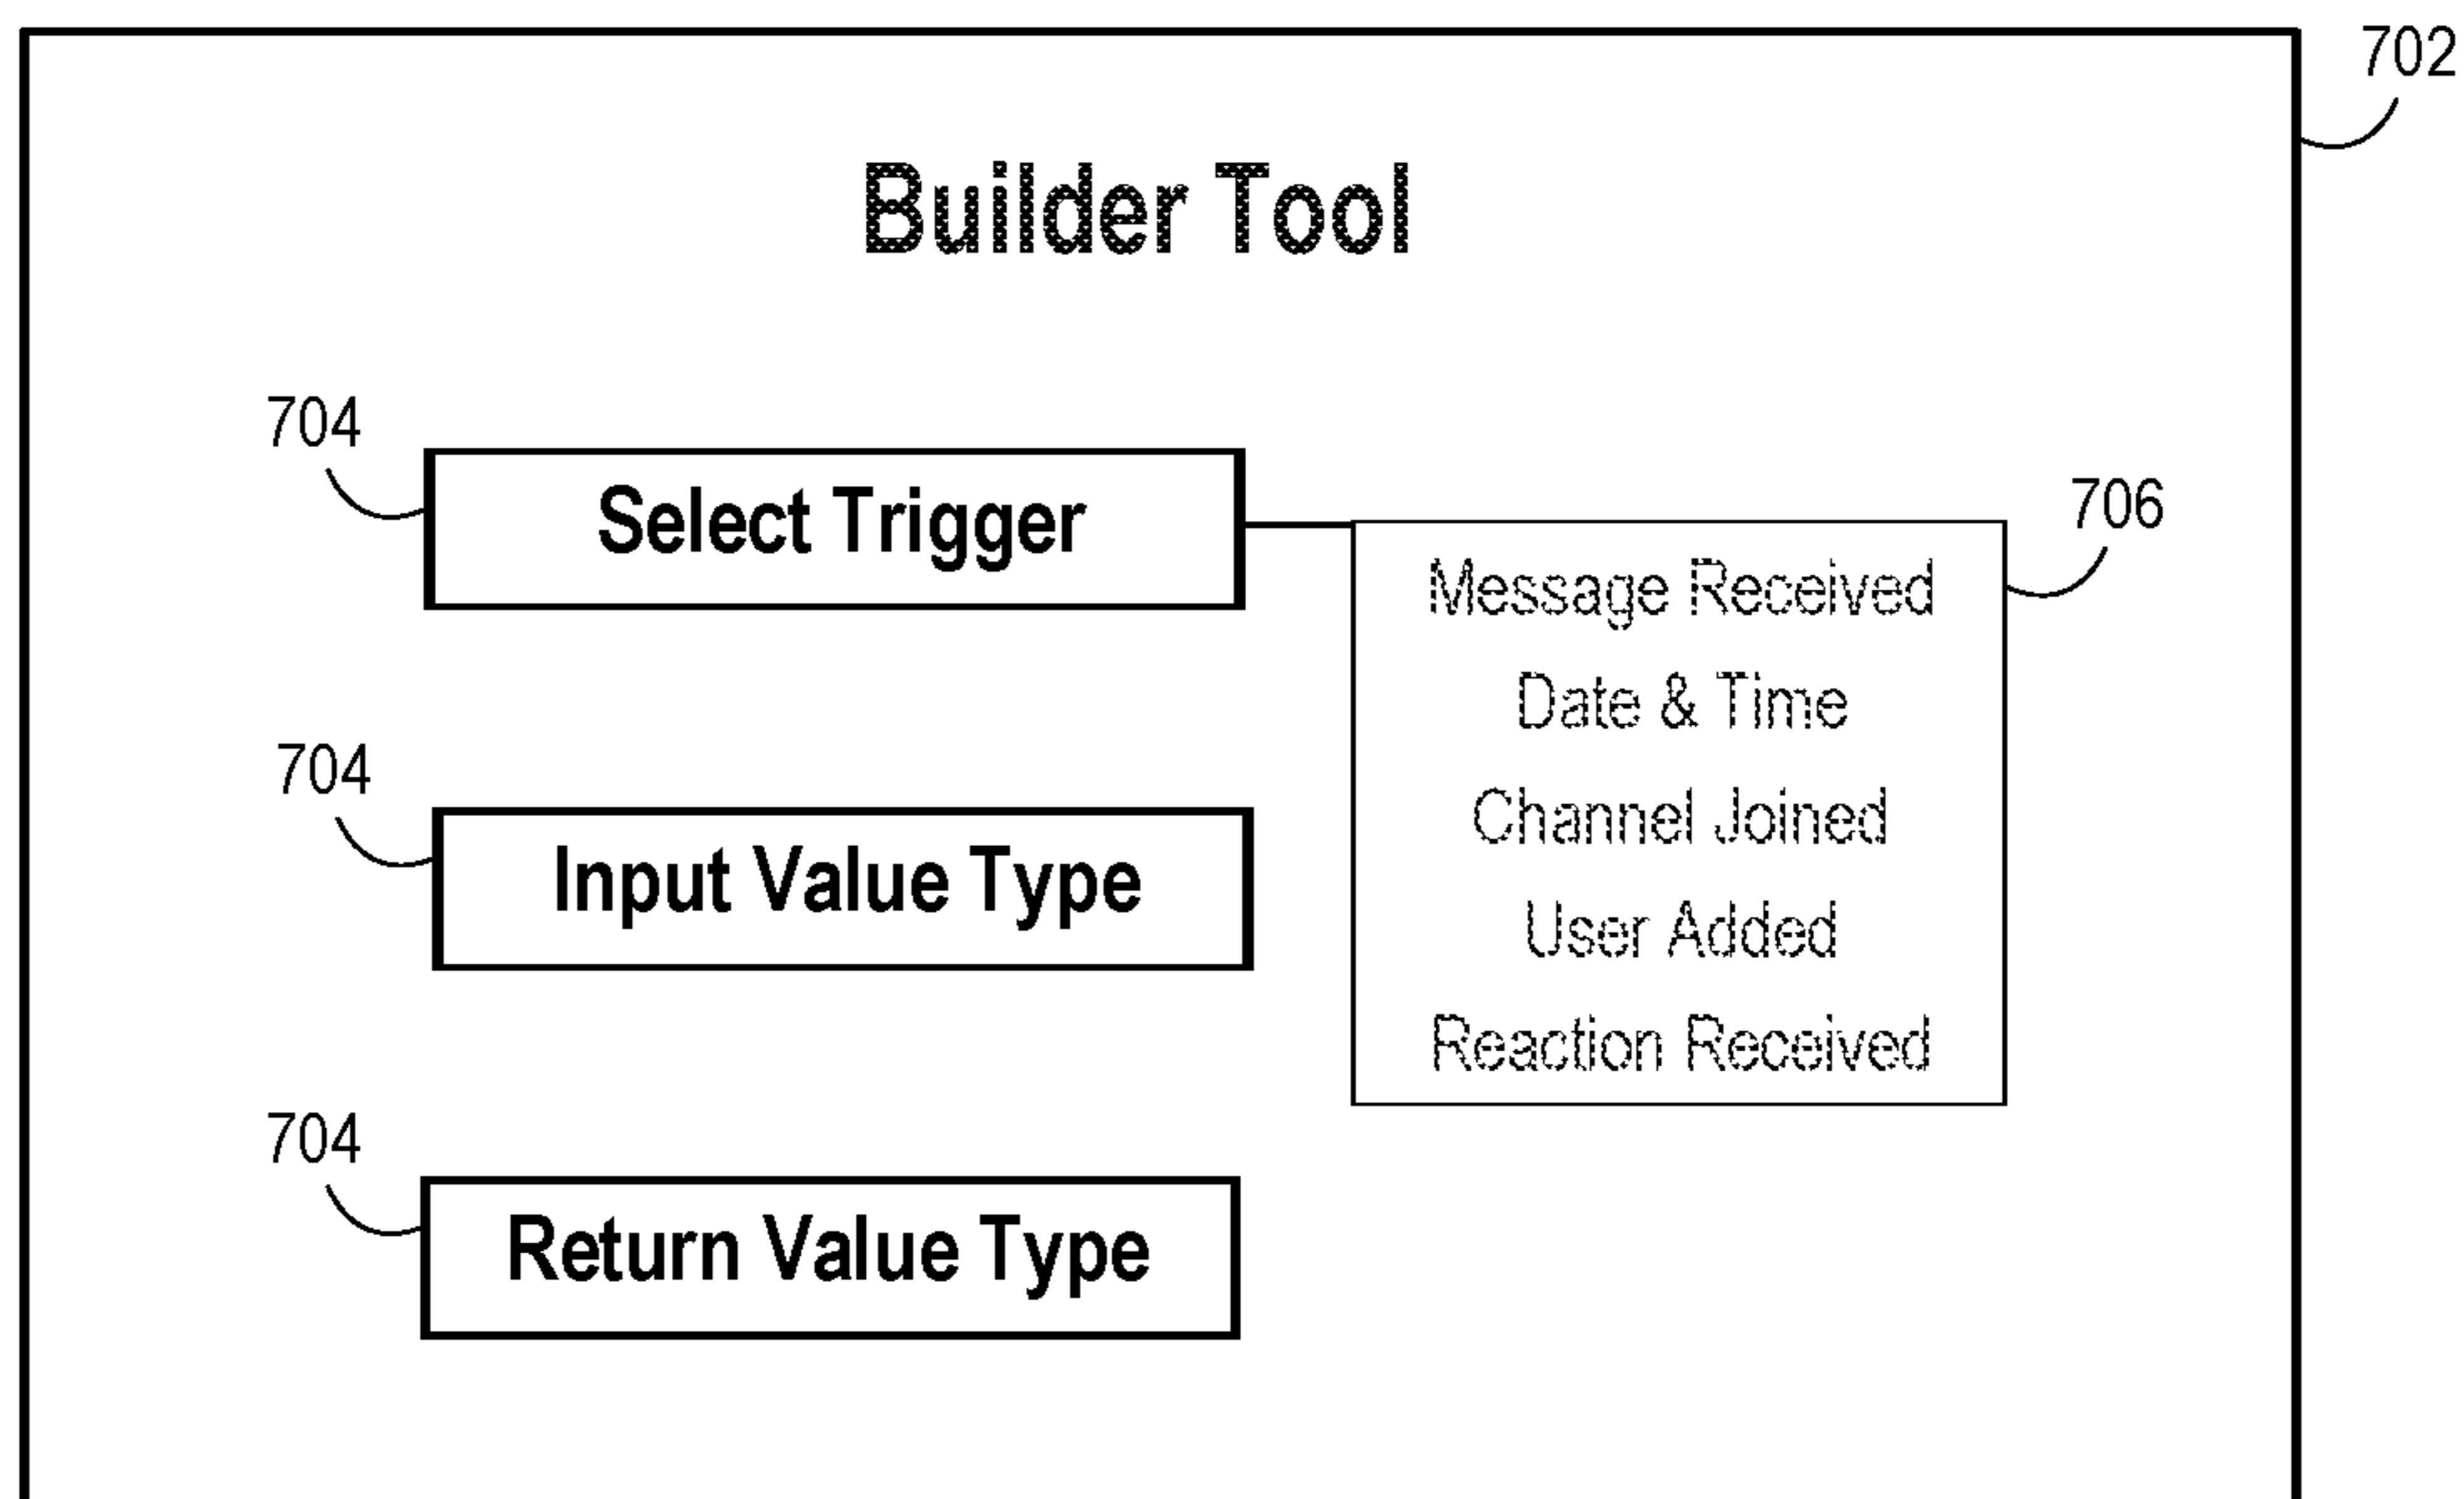 702
Builder Tool
704
Select Trigger
706
Message Received
Date & Time
Channel Joined
User Added
Reaction Received
704
Input Value Type
704
Return Value Type